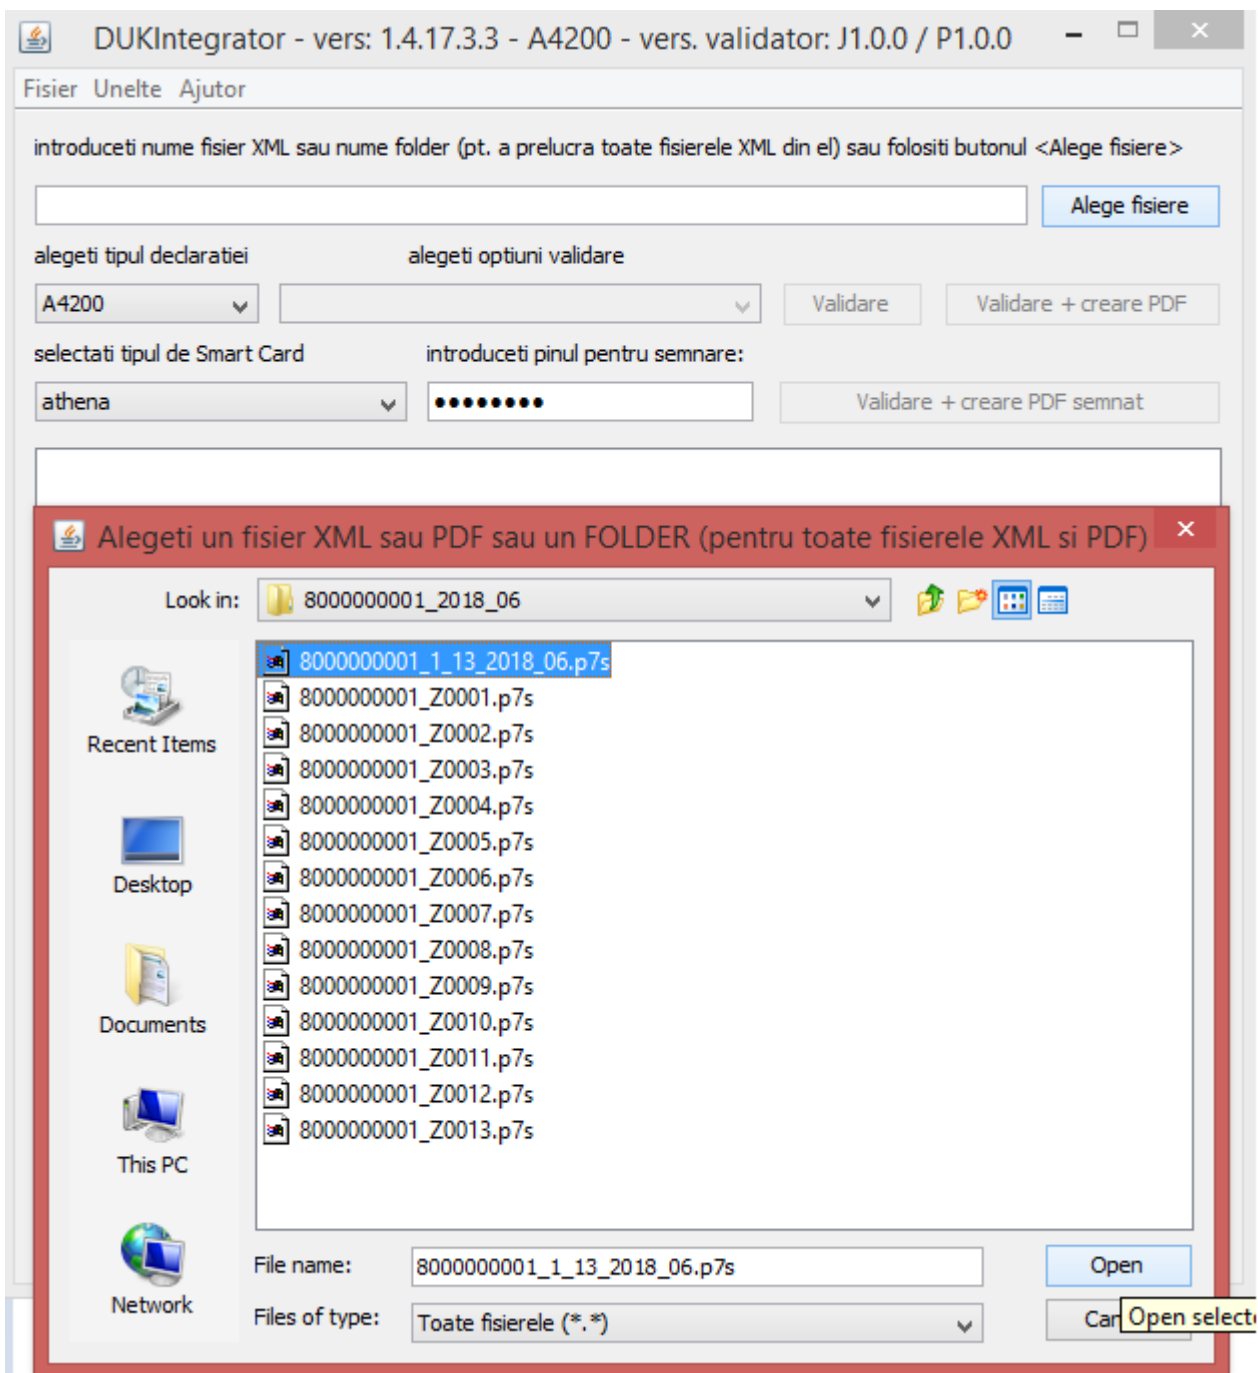 DUKIntegrator - vers: 1.4.17.3.3 - A4200 - vers. validator: J1.0.0 / P1.0.0
Fisier Unelte Ajutor
introduceti nume fisier XML sau nume folder (pt. a prelucra toate fisierele XML din el) sau folositi butonul <Alege fisiere>
Alege fisiere
alegeti tipul declaratiei alegeti optiuni validare
A4200 Validare Validare + creare PDF
selectati tipul de Smart Card introduceti pinul pentru semnare:
athena Validare + creare PDF semnat
Alegeti un fisier XML sau PDF sau un FOLDER (pentru toate fisierele XML si PDF)
Look in: 8000000001_2018_06
8000000001_1_13_2018_06.p7s
8000000001_Z0001.p7s
8000000001_Z0002.p7s
8000000001_Z0003.p7s
8000000001_Z0004.p7s
8000000001_Z0005.p7s
8000000001_Z0006.p7s
8000000001_Z0007.p7s
8000000001_Z0008.p7s
8000000001_Z0009.p7s
8000000001_Z0010.p7s
8000000001_Z0011.p7s
8000000001_Z0012.p7s
8000000001_Z0013.p7s
Recent Items
Desktop
Documents
This PC
Network
File name: 8000000001_1_13_2018_06.p7s Open
Files of type: Toate fisierele (*.*)
Open